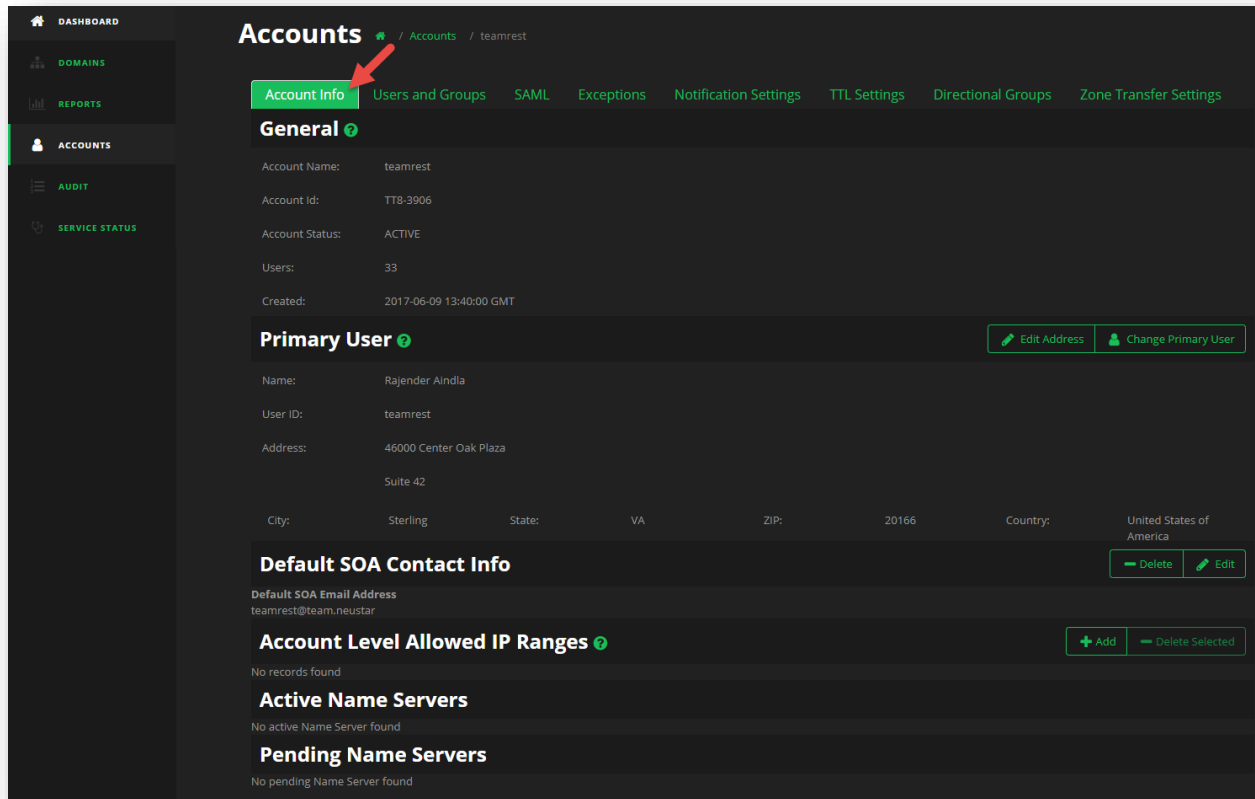 DASHBOARD
DOMAINS
REPORTS
ACCOUNTS
AUDIT
SERVICE STATUS
Accounts / Accounts / teamrest
Account Info Users and Groups SAML Exceptions Notification Settings TTL Settings Directional Groups Zone Transfer Settings
General ?
Account Name: teamrest
Account Id: TT8-3906
Account Status: ACTIVE
Users: 33
Created: 2017-06-09 13:40:00 GMT
Primary User ? Edit Address Change Primary User
Name: Rajender Aindla
User ID: teamrest
Address: 46000 Center Oak Plaza
Suite 42
City: Sterling State: VA ZIP: 20166 Country: United States of
America
Default SOA Contact Info Delete Edit
Default SOA Email Address
teamrest@team.neustar
Account Level Allowed IP Ranges ? Add Delete Selected
No records found
Active Name Servers
No active Name Server found
Pending Name Servers
No pending Name Server found